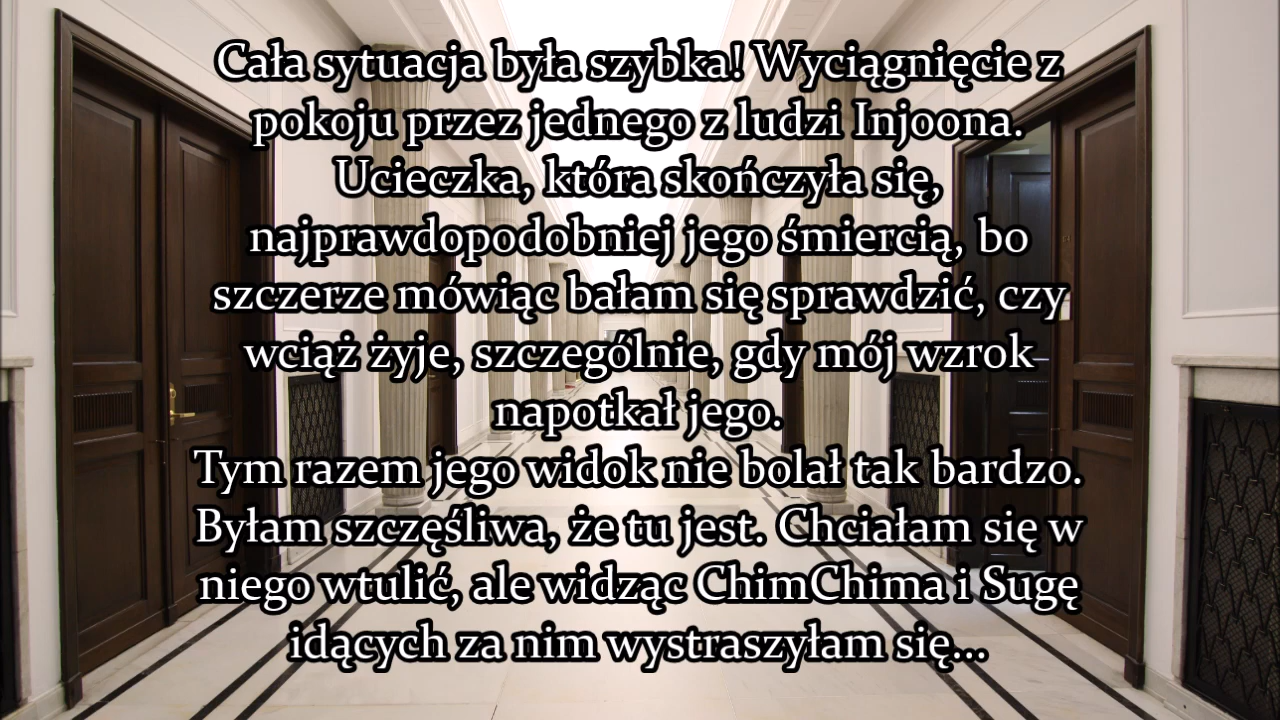 Cała sytuacja była szybka! Wyciągnięcie z
pokoju przez jednego z ludzi Injoona.
Ucieczka, która skończyła się,
najprawdopodobniej jego śmiercią, bo
szczerze mówiąc bałam się sprawdzić, czy
wciąż żyje, szczególnie, gdy mój wzrok
napotkał jego.
Tym razem jego widok nie bolał tak bardzo.
Byłam szczęśliwa, że tu jest. Chciałam się w
niego wtulić, ale widząc ChimChima i Sugę
idących za nim wystraszyłam się...